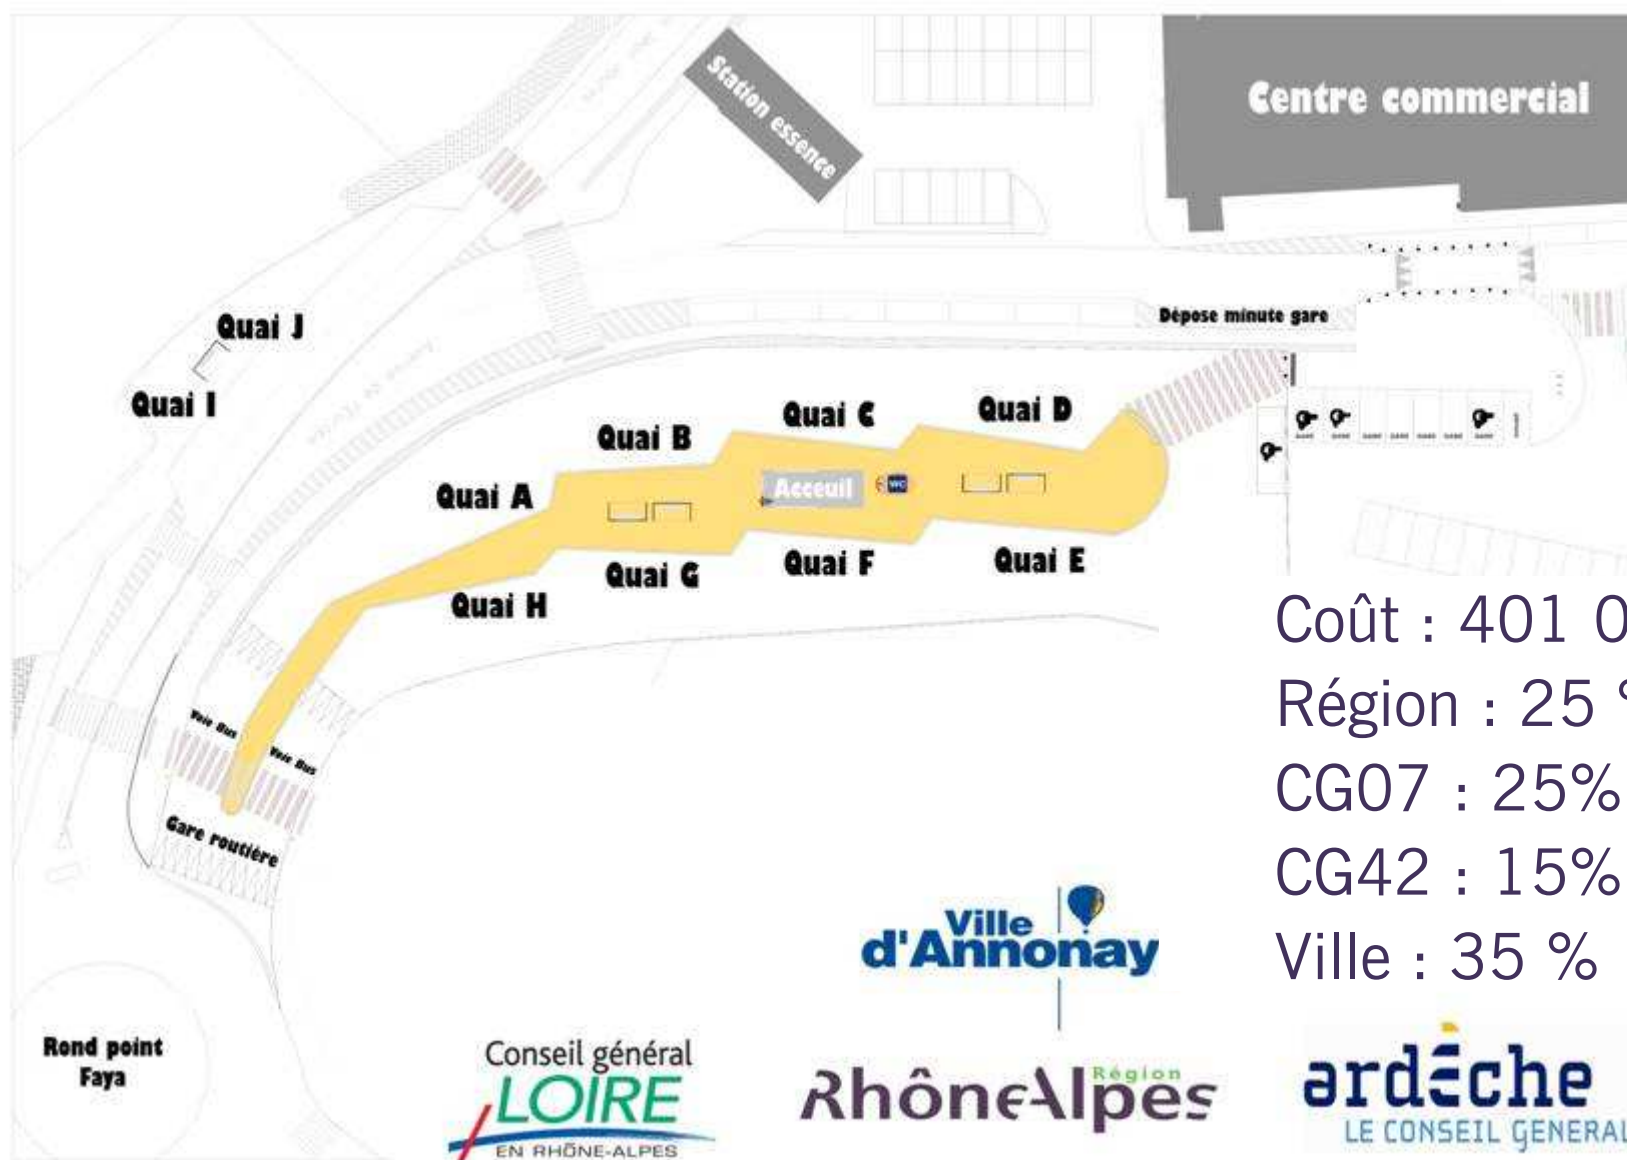 Station essence
Centre commercial
Dépose minute gare
Quai J
Quai I
Quai D
Quai C
Quai B
Quai A
Acceuil
WC
Quai E
Quai F
Quai G
Quai H
Voie Bus
Voie Bus
Gare routière
Rond point
Faya
Coût : 401 0
Région : 25 %
CG07 : 25%
CG42 : 15%
Ville : 35 %
Ville
d'Annonay
Conseil général
LOIRE
EN RHÔNE-ALPES
Région
RhôneAlpes
ardèche
LE CONSEIL GENERAL